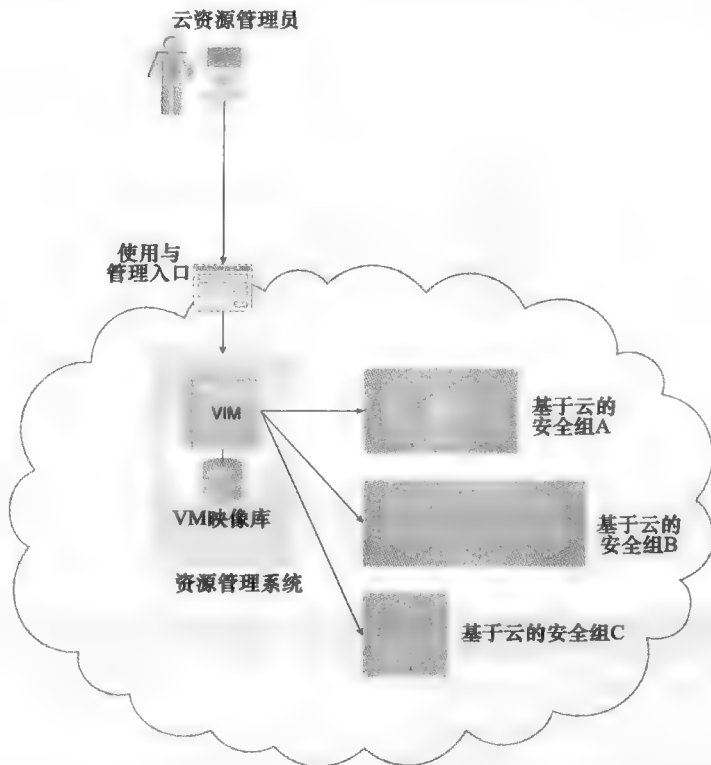 云资源管理员
使用与
管理入口
VIM
基于云的
安全组A
VM映像库
基于云的
安全组B
资源管理系统
基于云的安全组C